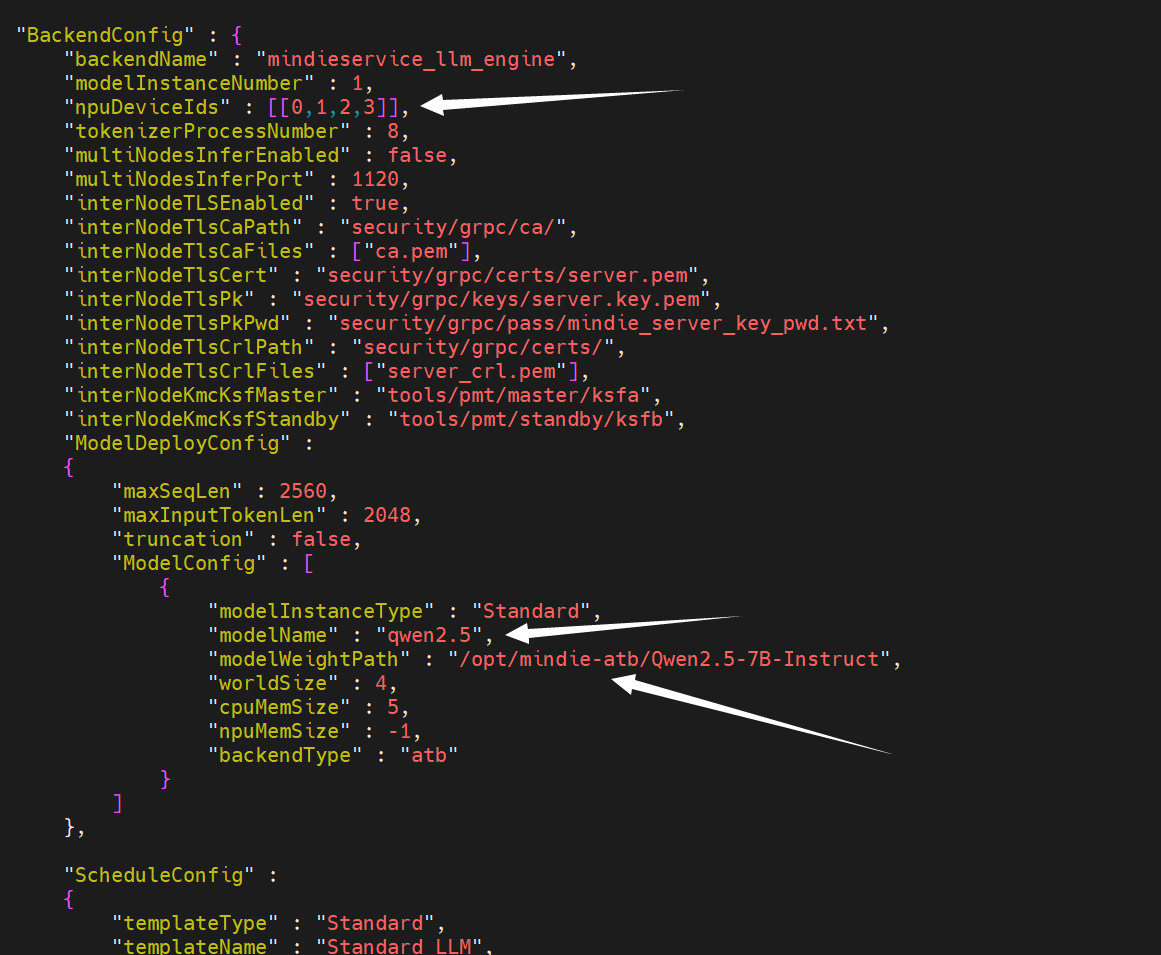 "BackendConfig" : {
"backendName" : "mindieservice_llm_engine",
"modelInstanceNumber" : 1,
"npuDeviceIds" : [[0,1,2,3]],
"tokenizerProcessNumber" : 8,
"multiNodesInferEnabled" : false,
"multiNodesInferPort" : 1120,
"interNodeTLSEnabled" : true,
"interNodeTlsCaPath" : "security/grpc/ca/",
"interNodeTlsCaFiles" : ["ca.pem"],
"interNodeTlsCert" : "security/grpc/certs/server.pem",
"interNodeTlsPk" : "security/grpc/keys/server.key.pem",
"interNodeTlsPkPwd" : "security/grpc/pass/mindie_server_key_pwd.txt",
"interNodeTlsCrlPath" : "security/grpc/certs/",
"interNodeTlsCrlFiles" : ["server_crl.pem"],
"interNodeKmcKsfMaster" : "tools/pmt/master/ksfa",
"interNodeKmcKsfStandby" : "tools/pmt/standby/ksfb",
"ModelDeployConfig" :
{
"maxSeqLen" : 2560,
"maxInputTokenLen" : 2048,
"truncation" : false,
"ModelConfig" : [
{
"modelInstanceType" : "Standard",
"modelName" : "qwen2.5",
"modelWeightPath" : "/opt/mindie-atb/Qwen2.5-7B-Instruct",
"worldSize" : 4,
"cpuMemSize" : 5,
"npuMemSize" : -1,
"backendType" : "atb"
}
]
},
"ScheduleConfig" :
{
"templateType" : "Standard",
"templateName" : "Standard_LLM",